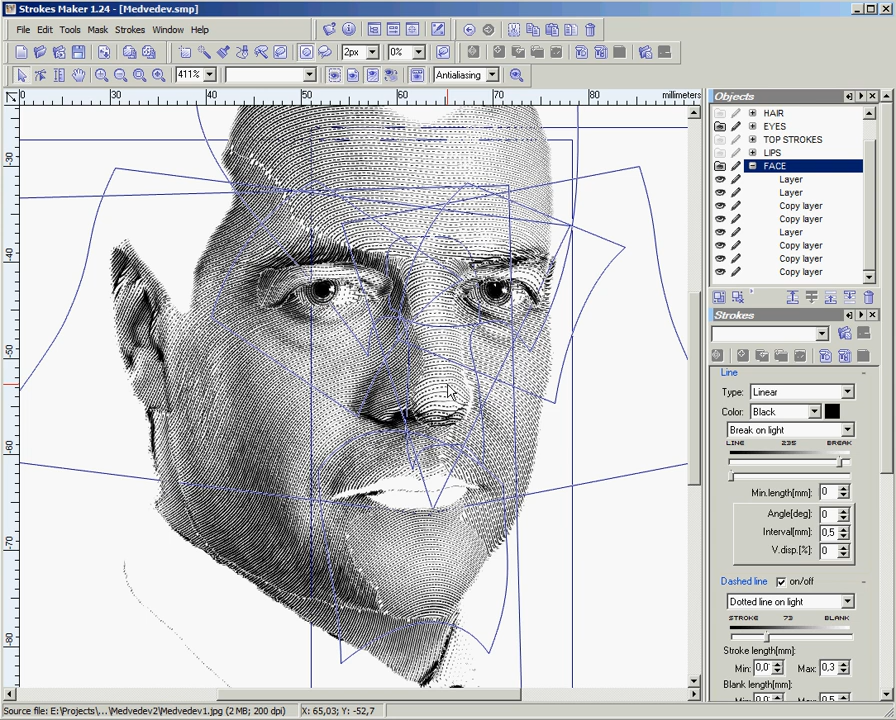 Strokes Maker 1.24 - [Medvedev.smp]
File Edit Tools Mask Strokes Window Help
2px 0%
411% Antialiasing
0 30 50 60 70 80 millimeters
-30
-40
-50
-60
-70
-80
Objects
HAIR
EYES
TOP STROKES
LIPS
FACE
Layer
Layer
Copy layer
Copy layer
Layer
Copy layer
Copy layer
Copy layer
Strokes
Line
Type: Linear
Color: Black
Break on light
LINE 235 BREAK
Min.length[mm]: 0
Angle[deg]: 0
Interval[mm]: 0,5
V.disp.[%]: 0
Dashed line on/off
Dotted line on light
STROKE 73 BLANK
Stroke length[mm]:
Min: 0,0 Max: 0,3
Blank length[mm]:
Source file: E:\Projects\...\Medvedev2\Medvedev1.jpg (2 MB; 200 dpi) X: 65,03; Y: -52,7